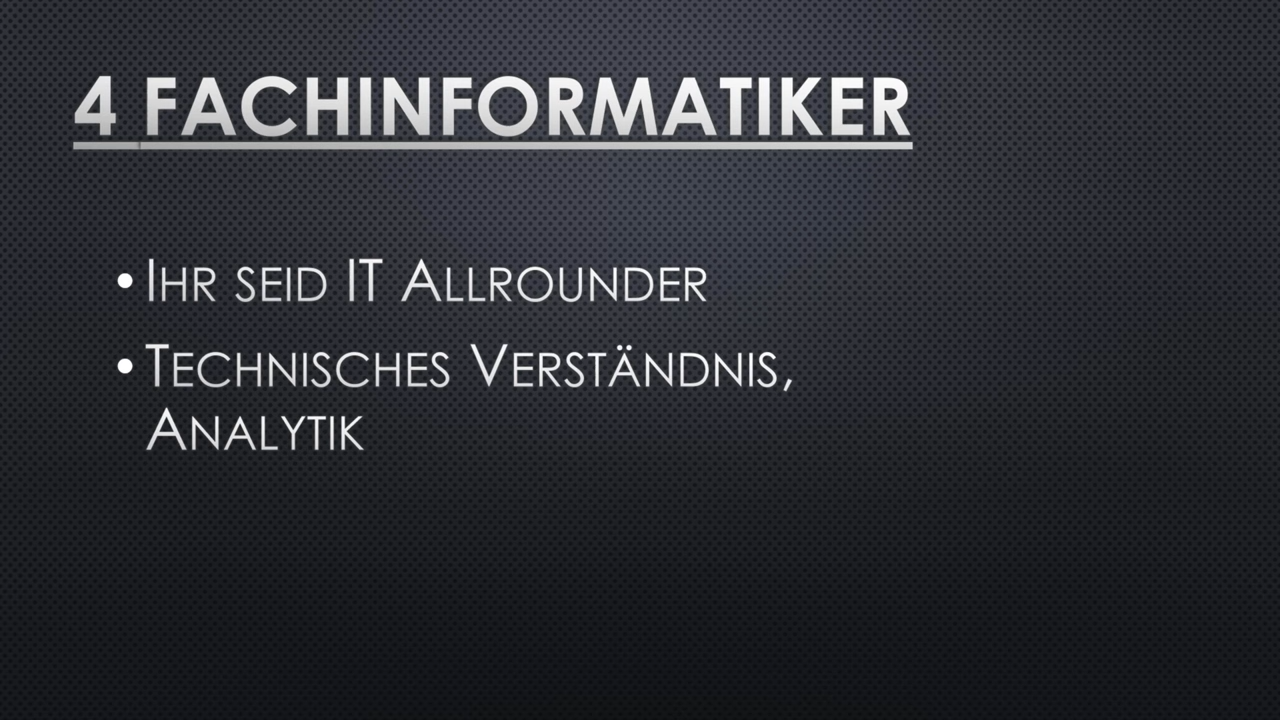 4 FACHINFORMATIKER
• IHR SEID IT ALLROUNDER
• TECHNISCHES VERSTÄNDNIS,
ANALYTIK